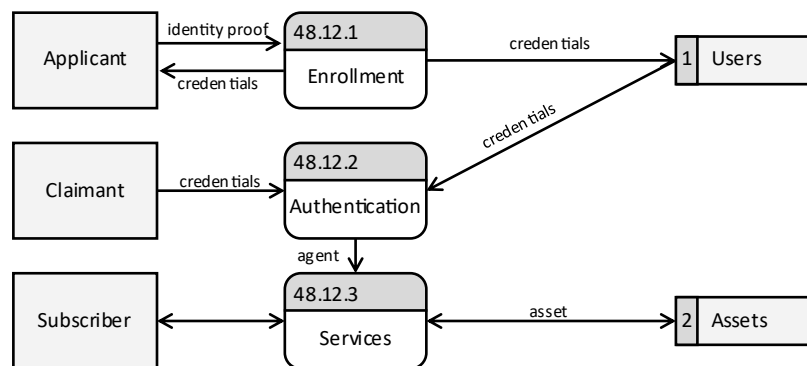 identity proof
48.12.1
credentials
Applicant
1 Users
Enrollment
credentials
credentials
48.12.2
Claimant
credentials
Authentication
agent
48.12.3
Subscriber
asset
2 Assets
Services